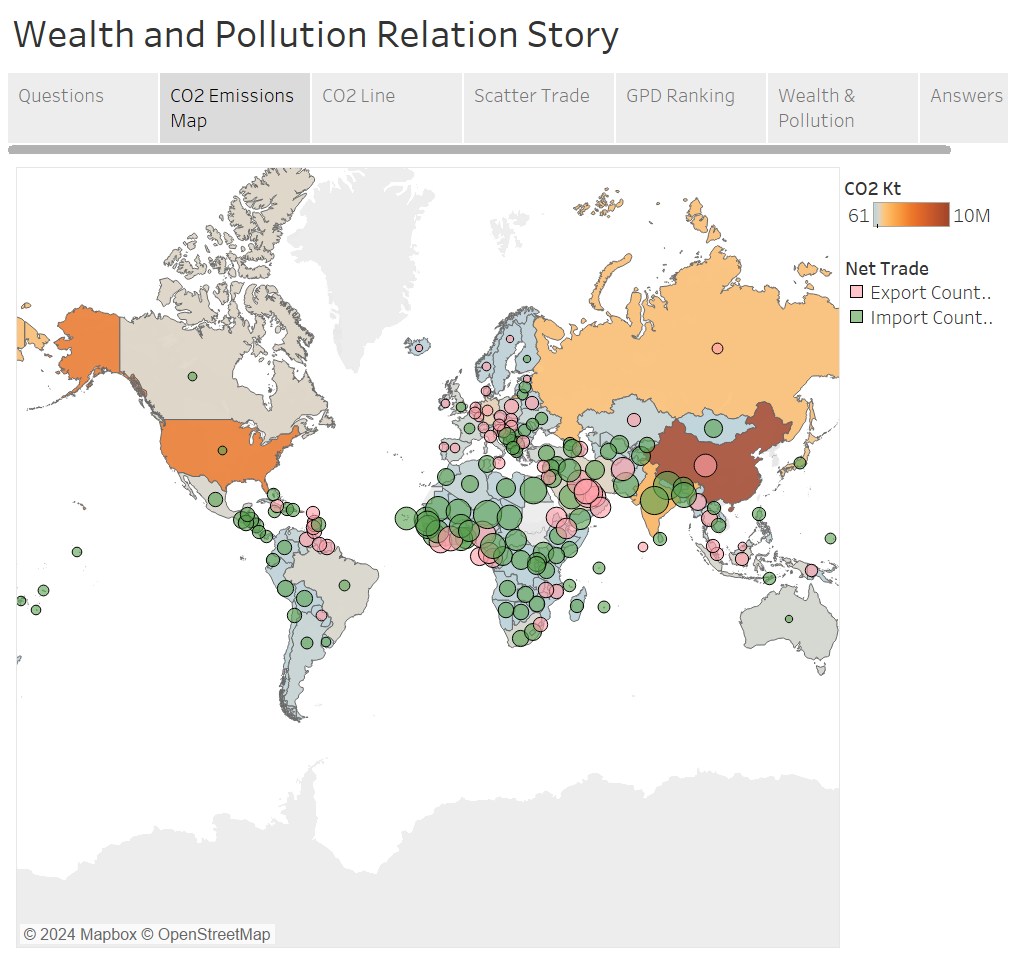 Wealth and Pollution Relation Story
Questions
CO2 Emissions
Map
CO2 Line
Scatter Trade
GPD Ranking
Wealth &
Pollution
Answers
CO2 Kt
61 10M
Net Trade
Export Count..
Import Count..
© 2024 Mapbox © OpenStreetMap